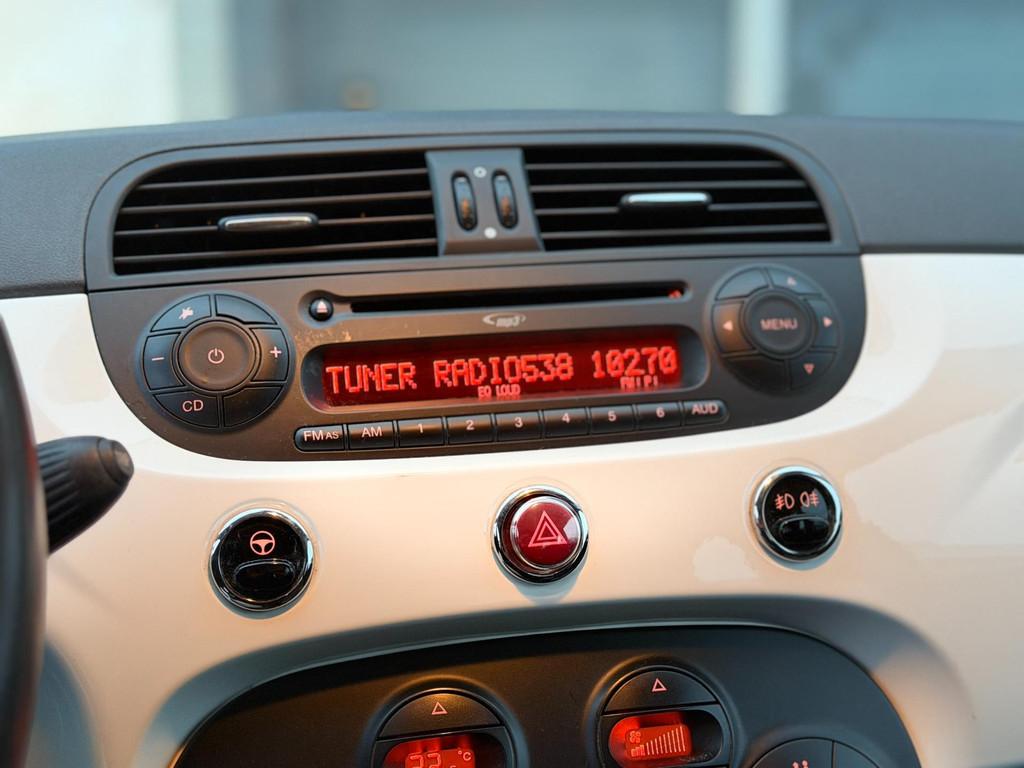 mp3
TUNER RADIO538 10270
EQ LOUD
MENU
CD
FM AS AM 1 2 3 4 5 6 AUD
°C